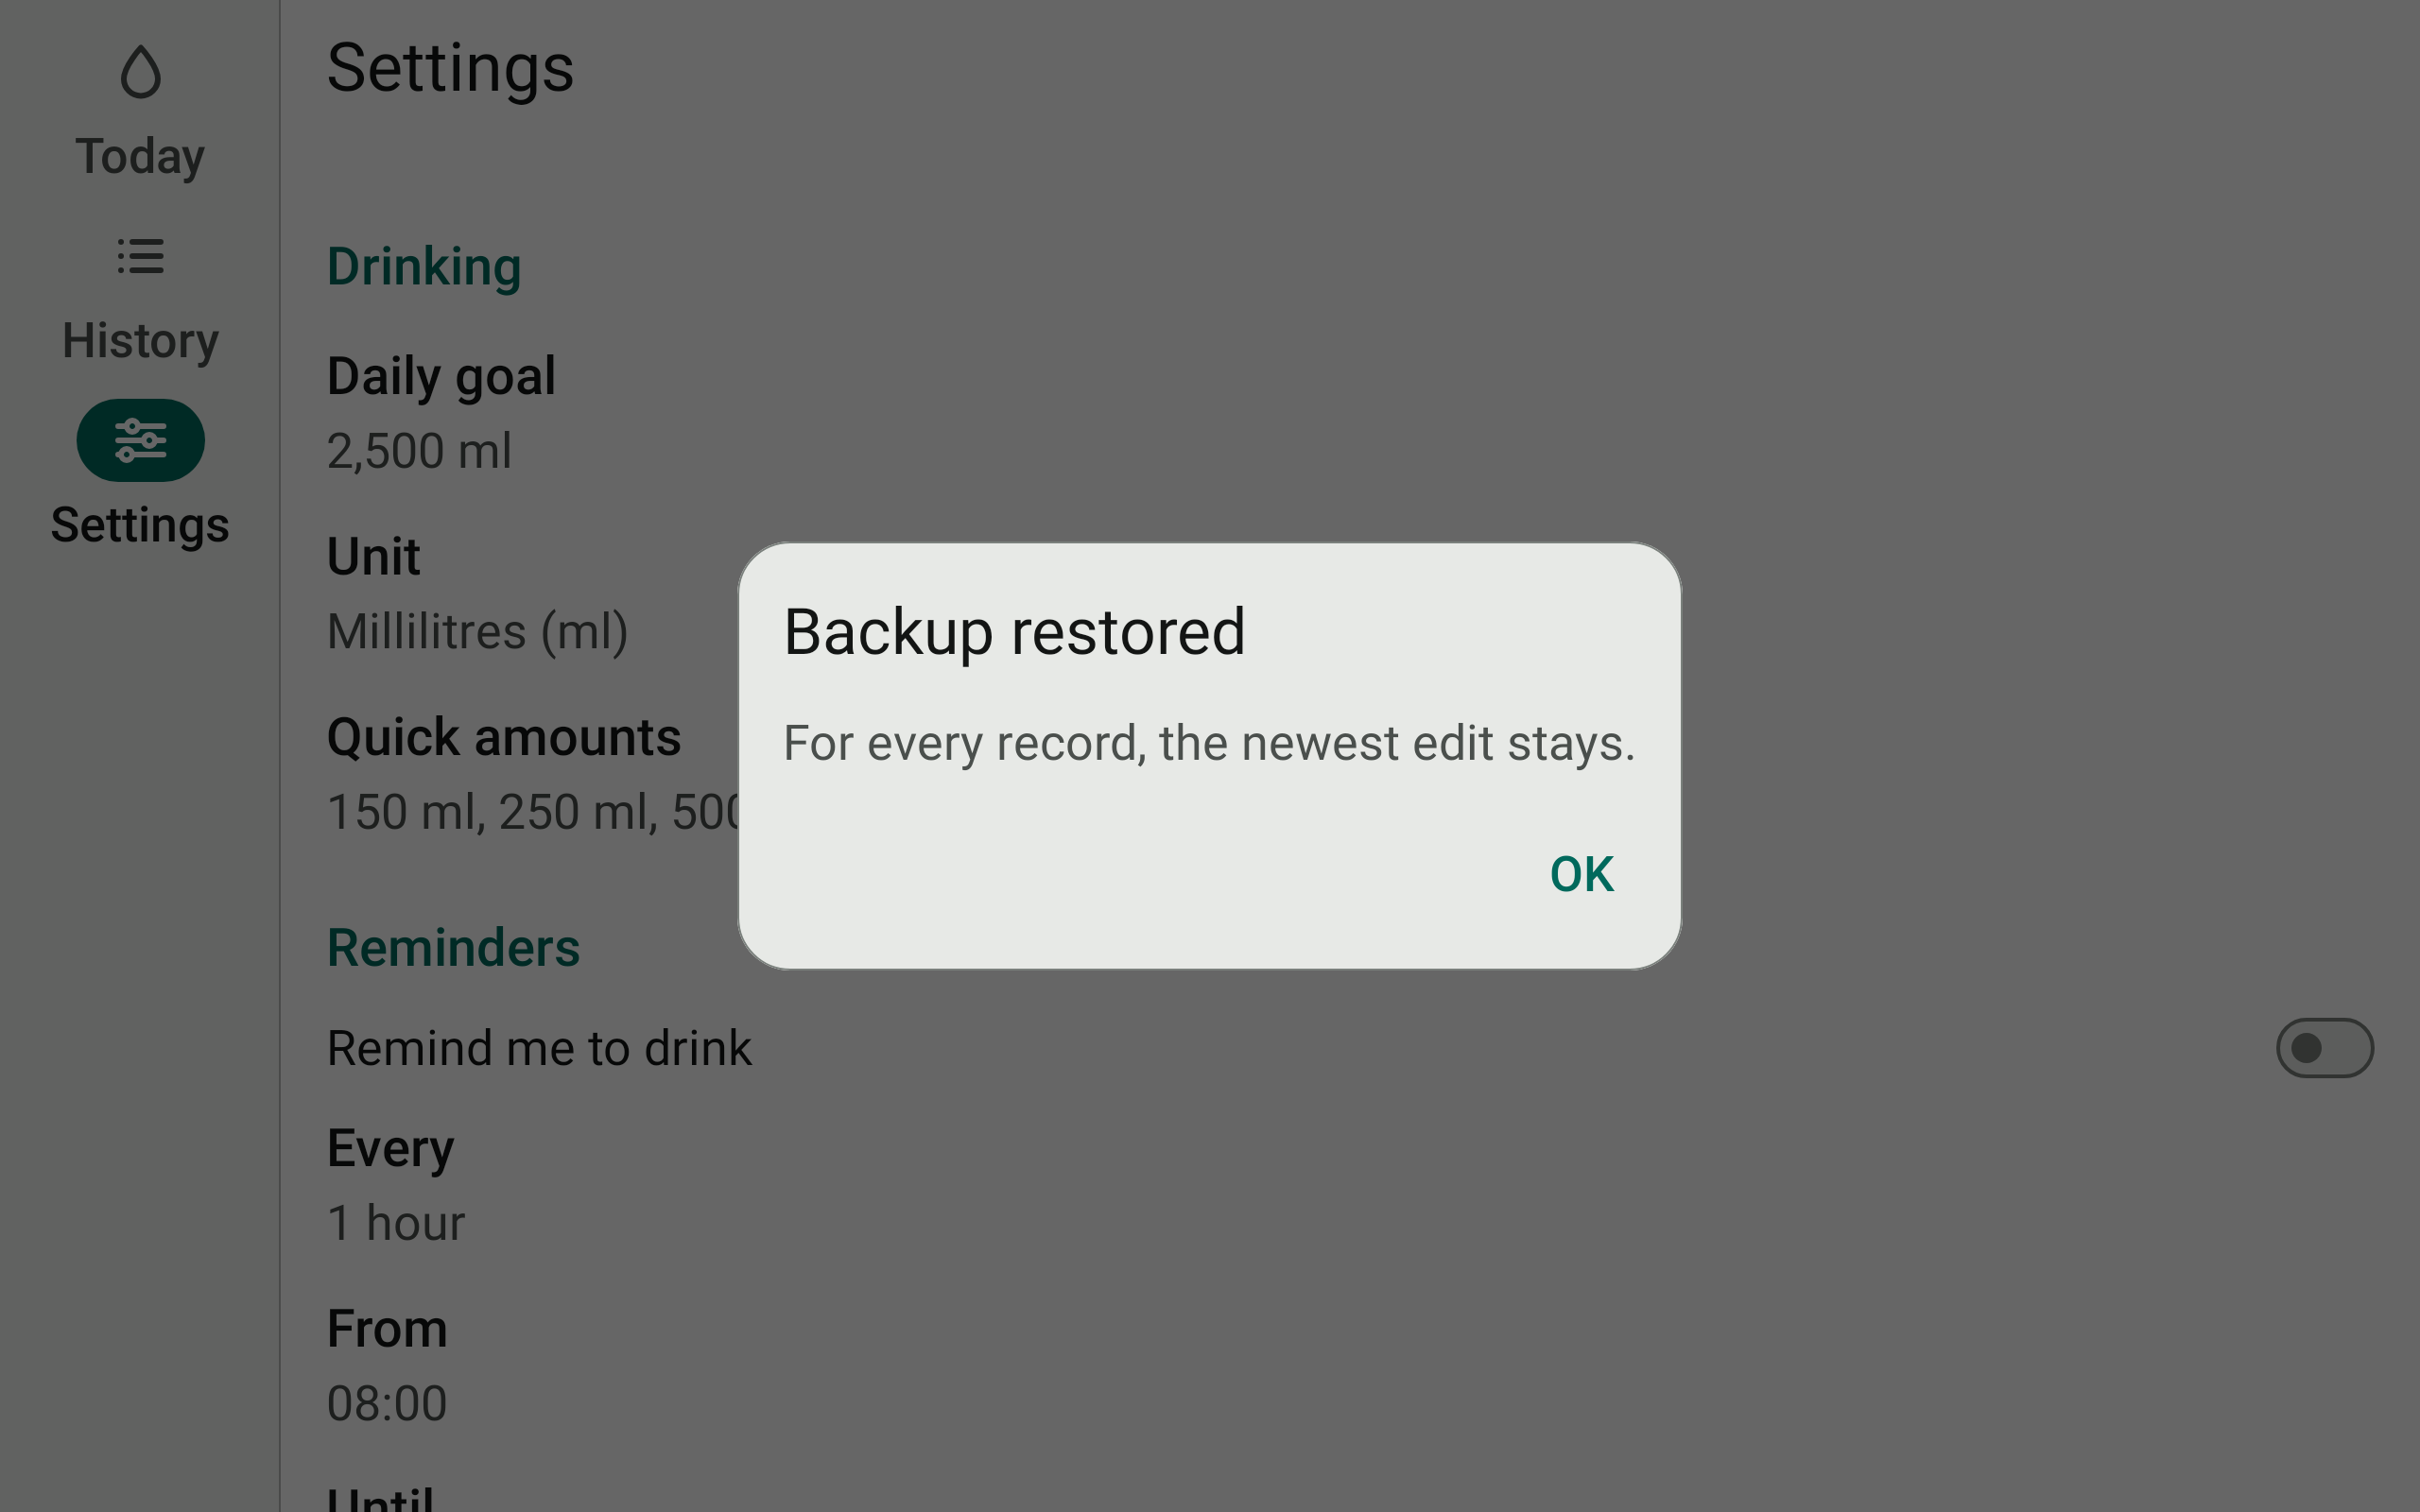 Today
History
Settings
Settings
Drinking
Daily goal
2,500 ml
Unit
Millilitres (ml)
Quick amounts
150 ml, 250 ml, 500
Reminders
Remind me to drink
Every
1 hour
From
08:00
Until
Backup restored
For every record, the newest edit stays.
OK